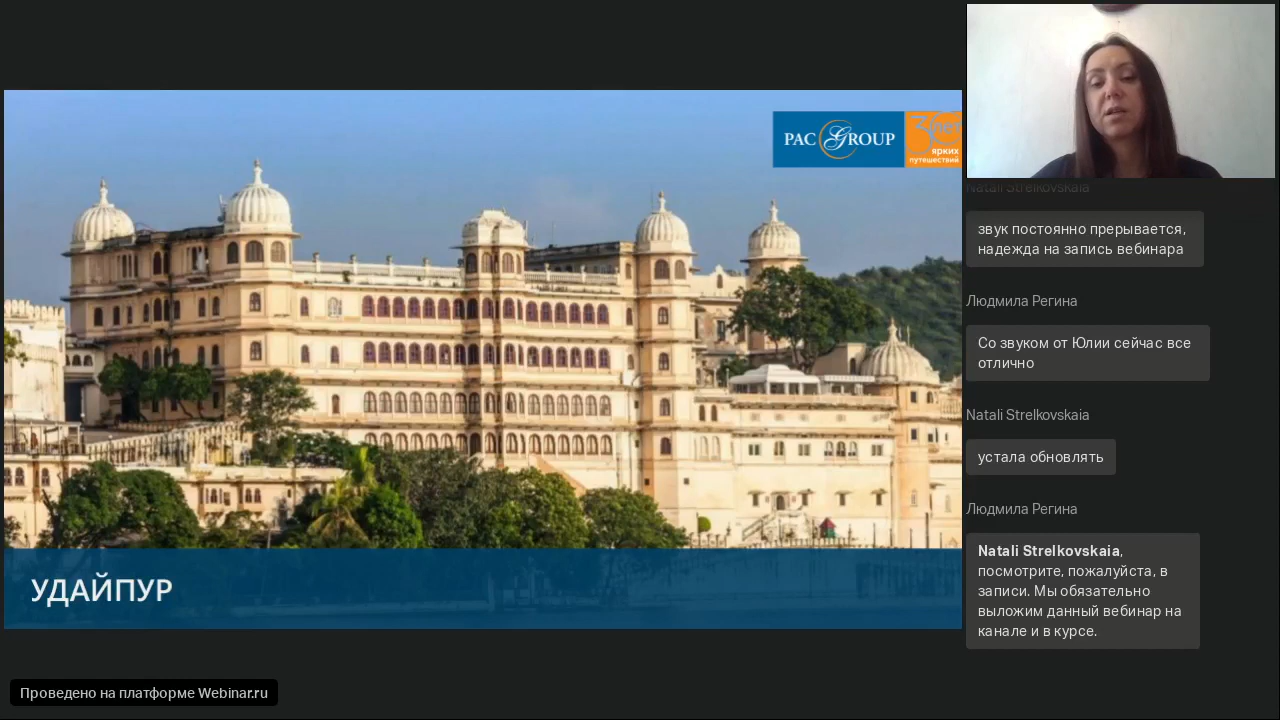 PAC GROUP
ярких
путешествий
УДАЙПУР
Проведено на платформе Webinar.ru
Natali Strelkovskaia
звук постоянно прерывается,
надежда на запись вебинара
Людмила Регина
Со звуком от Юлии сейчас все
отлично
Natali Strelkovskaia
устала обновлять
Людмила Регина
Natali Strelkovskaia,
посмотрите, пожалуйста, в
записи. Мы обязательно
выложим данный вебинар на
канале и в курсе.